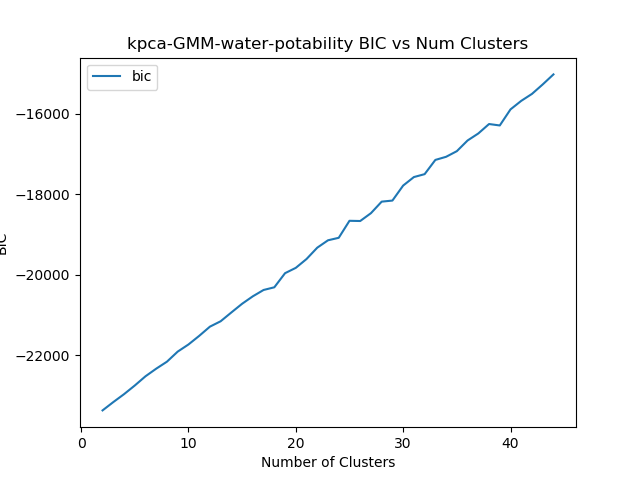 kpca-GMM-water-potability BIC vs Num Clusters
bic
−16000
−18000
−20000
−22000
BIC
0 10 20 30 40
Number of Clusters